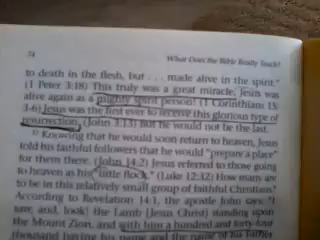 74 What Does the Bible Really Teach?
to death in the flesh, but . . . made alive in the spirit."
(1 Peter 3:18) This truly was a great miracle. Jesus was
alive again as a mighty spirit person! (1 Corinthians 15:
3-6) Jesus was the first ever to receive this glorious type of
resurrection. (John 3:13) But he would not be the last.
Knowing that he would soon return to heaven, Jesus
told his faithful followers that he would "prepare a place"
for them there. (John 14:2) Jesus referred to those going
to heaven as his "little flock." (Luke 12:32) How many are
to be in this relatively small group of faithful Christians?
According to Revelation 14:1, the apostle John says: "I
saw, and, look! the Lamb [Jesus Christ] standing upon
the Mount Zion, and with him a hundred and forty-four
thousand having his name and the name of his Father